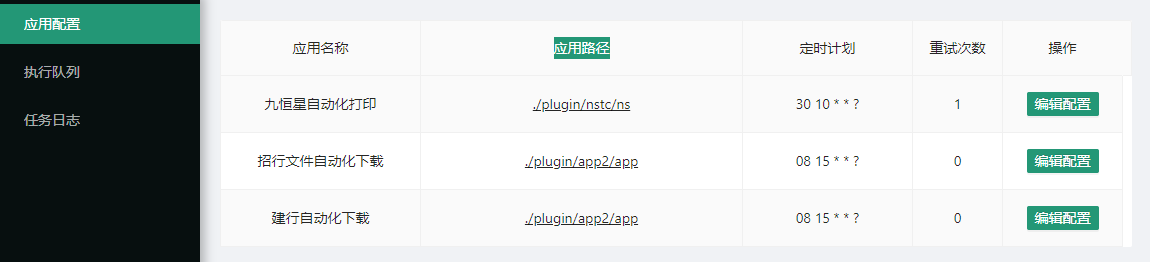 应用配置
执行队列
任务日志
应用名称 应用路径 定时计划 重试次数 操作
九恒星自动化打印 ./plugin/nstc/ns 30 10 * * ? 1 编辑配置
招行文件自动化下载 ./plugin/app2/app 08 15 * * ? 0 编辑配置
建行自动化下载 ./plugin/app2/app 08 15 * * ? 0 编辑配置